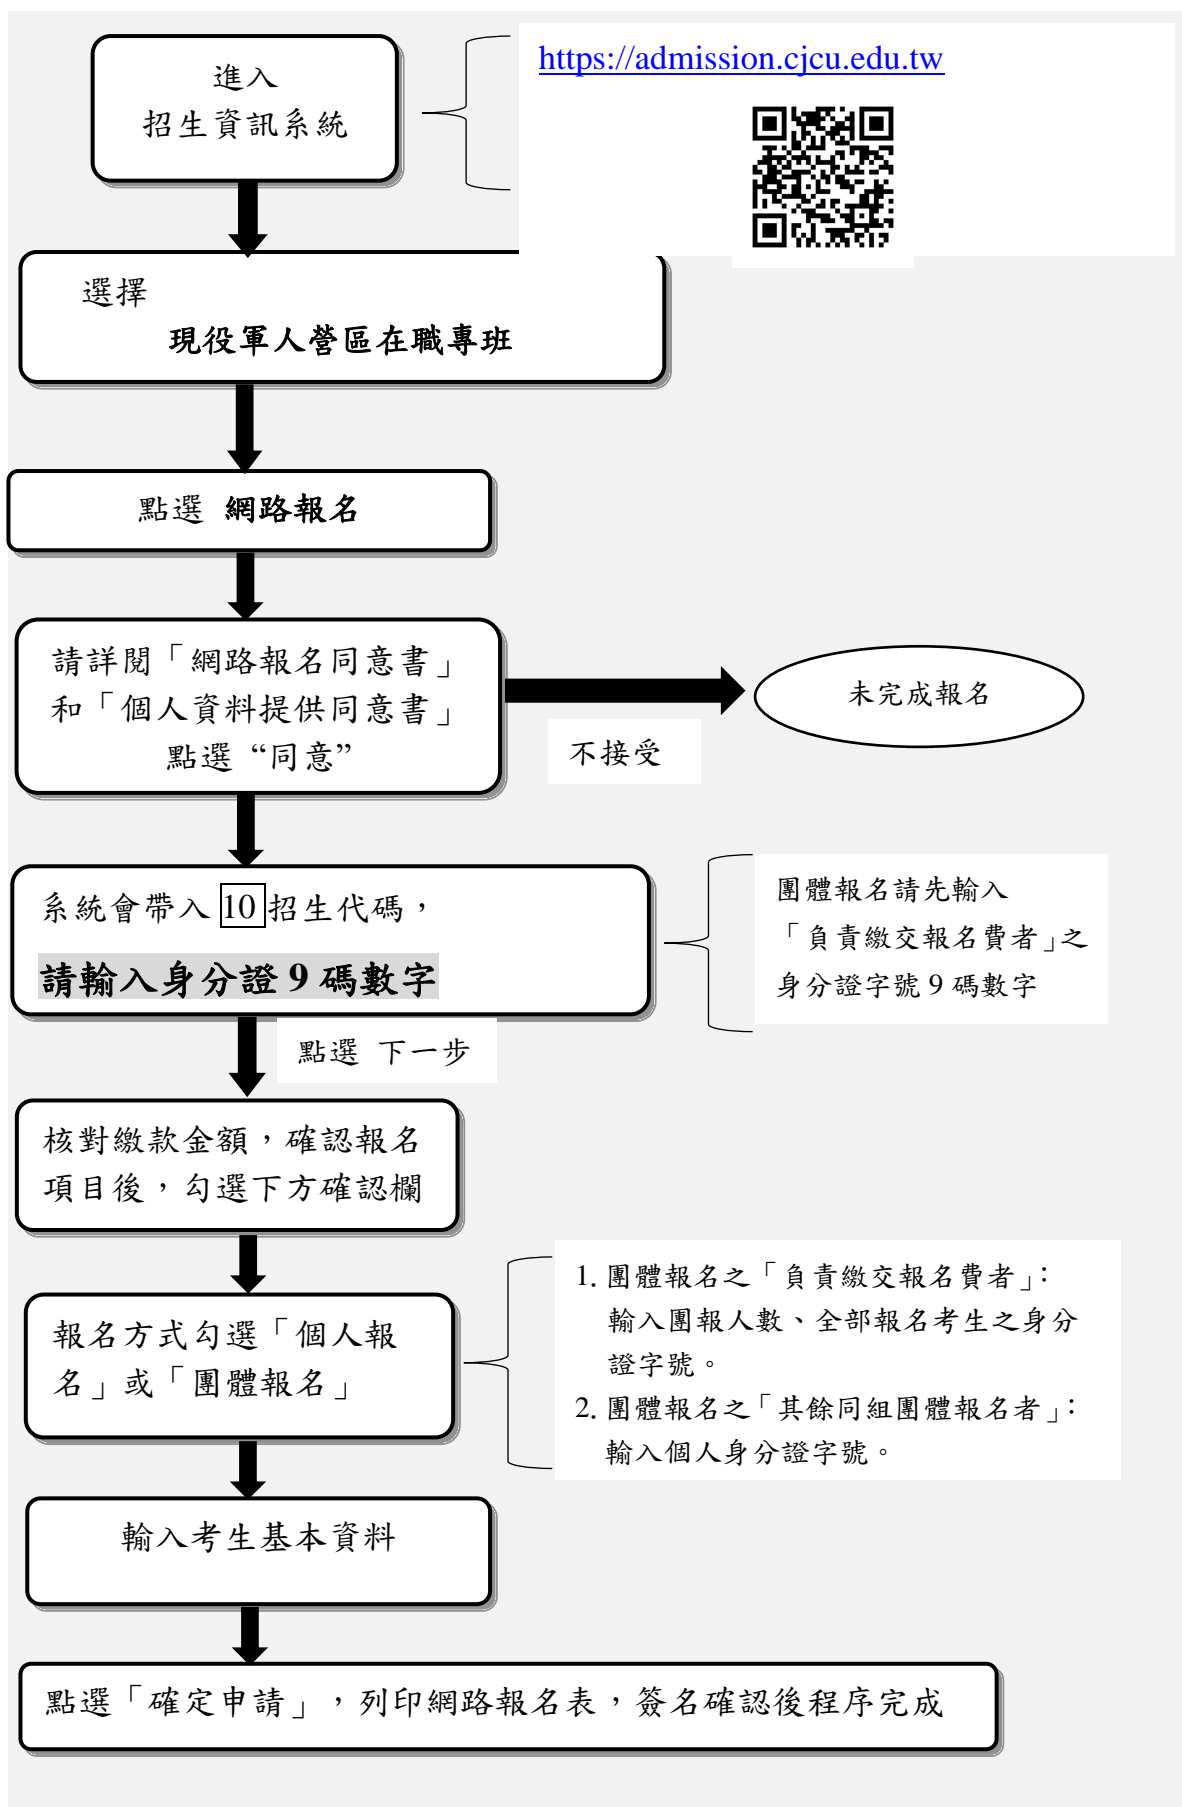 進入
招生資訊系統
https://admission.cjcu.edu.tw
選擇
現役軍人營區在職專班
點選 網路報名
請詳閱「網路報名同意書」
和「個人資料提供同意書」
點選 “同意”
不接受
未完成報名
系統會帶入 10 招生代碼，
請輸入身分證 9 碼數字
團體報名請先輸入
「負責繳交報名費者」之
身分證字號 9 碼數字
點選 下一步
核對繳款金額，確認報名
項目後，勾選下方確認欄
報名方式勾選「個人報
名」或「團體報名」
1. 團體報名之「負責繳交報名費者」：
輸入團報人數、全部報名考生之身分
證字號。
2. 團體報名之「其餘同組團體報名者」：
輸入個人身分證字號。
輸入考生基本資料
點選「確定申請」，列印網路報名表，簽名確認後程序完成